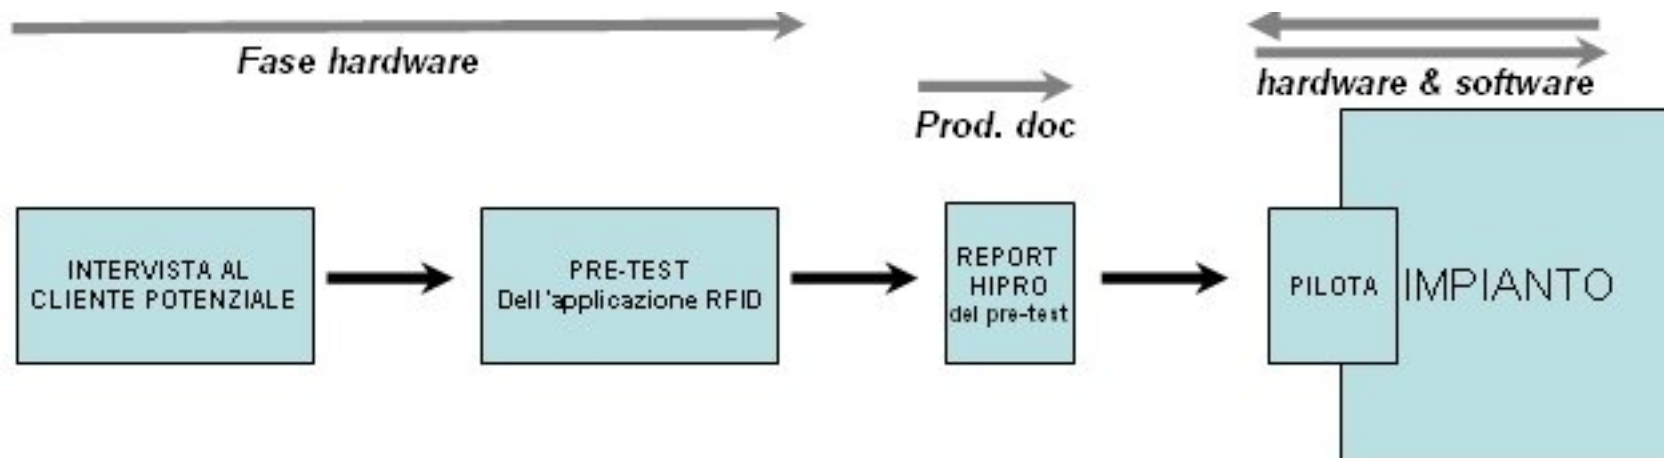 Fase hardware
Prod. doc
hardware & software
INTERVISTA AL
CLIENTE POTENZIALE
PRE-TEST
Dell'applicazione RFID
REPORT
HIPRO
del pre-test
PILOTA
IMPIANTO